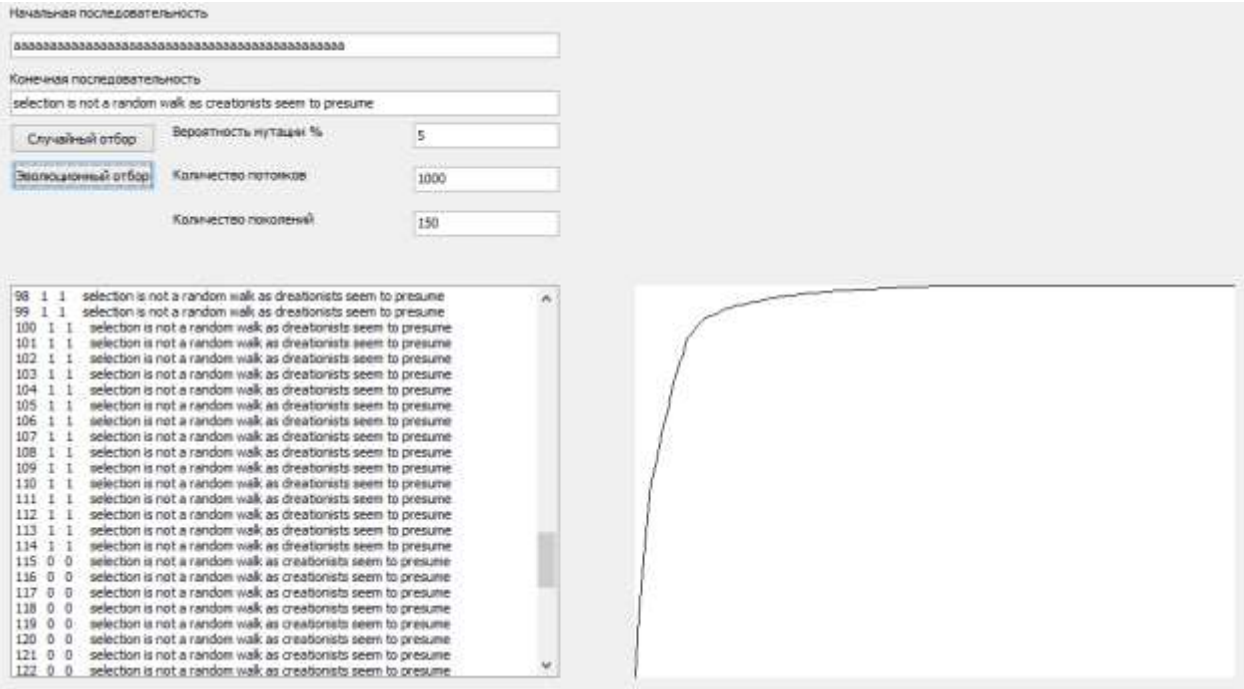 Начальная последовательность
aaaaaaaaaaaaaaaaaaaaaaaaaaaaaaaaaaaaaaaaaaaaaa
Конечная последовательность
selection is not a random walk as creationists seem to presume
Случайный отбор
Вероятность мутации %
5
Эволюционный отбор
Количество потомков
1000
Количество поколений
150
98 1 1 selection is not a random walk as dreationists seem to presume
99 1 1 selection is not a random walk as dreationists seem to presume
100 1 1 selection is not a random walk as dreationists seem to presume
101 1 1 selection is not a random walk as dreationists seem to presume
102 1 1 selection is not a random walk as dreationists seem to presume
103 1 1 selection is not a random walk as dreationists seem to presume
104 1 1 selection is not a random walk as dreationists seem to presume
105 1 1 selection is not a random walk as dreationists seem to presume
106 1 1 selection is not a random walk as dreationists seem to presume
107 1 1 selection is not a random walk as dreationists seem to presume
108 1 1 selection is not a random walk as dreationists seem to presume
109 1 1 selection is not a random walk as dreationists seem to presume
110 1 1 selection is not a random walk as dreationists seem to presume
111 1 1 selection is not a random walk as dreationists seem to presume
112 1 1 selection is not a random walk as dreationists seem to presume
113 1 1 selection is not a random walk as dreationists seem to presume
114 1 1 selection is not a random walk as dreationists seem to presume
115 0 0 selection is not a random walk as creationists seem to presume
116 0 0 selection is not a random walk as creationists seem to presume
117 0 0 selection is not a random walk as creationists seem to presume
118 0 0 selection is not a random walk as creationists seem to presume
119 0 0 selection is not a random walk as creationists seem to presume
120 0 0 selection is not a random walk as creationists seem to presume
121 0 0 selection is not a random walk as creationists seem to presume
122 0 0 selection is not a random walk as creationists seem to presume